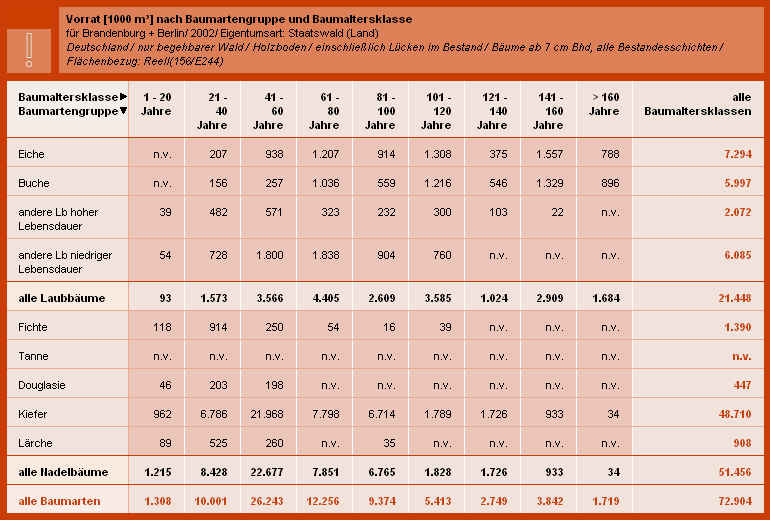 Vorrat [1000 m³] nach Baumartengruppe und Baumaltersklasse
für Brandenburg + Berlin/ 2002/ Eigentumsart: Staatswald (Land)
Deutschland / nur begehbarer Wald / Holzboden / einschließlich Lücken im Bestand / Bäume ab 7 cm Bhd, alle Bestandesschichten /
Flächenbezug: Reell(156/E244)
Baumaltersklasse▶ 1 - 20 21 - 41 - 61 - 81 - 101 - 121 - 141 - > 160 alle
Baumartengruppe▼ Jahre 40 60 80 100 120 140 160 Jahre Baumaltersklassen
Jahre Jahre Jahre Jahre Jahre Jahre Jahre
Eiche n.v. 207 938 1.207 914 1.308 375 1.557 788 7.294
Buche n.v. 156 257 1.036 559 1.216 546 1.329 896 5.997
andere Lb hoher 39 482 571 323 232 300 103 22 n.v. 2.072
Lebensdauer
andere Lb niedriger 54 728 1.800 1.838 904 760 n.v. n.v. n.v. 6.085
Lebensdauer
alle Laubbäume 93 1.573 3.566 4.405 2.609 3.585 1.024 2.909 1.684 21.448
Fichte 118 914 250 54 16 39 n.v. n.v. n.v. 1.390
Tanne n.v. n.v. n.v. n.v. n.v. n.v. n.v. n.v. n.v. n.v.
Douglasie 46 203 198 n.v. n.v. n.v. n.v. n.v. n.v. 447
Kiefer 962 6.786 21.968 7.798 6.714 1.789 1.726 933 34 48.710
Lärche 89 525 260 n.v. 35 n.v. n.v. n.v. n.v. 908
alle Nadelbäume 1.215 8.428 22.677 7.851 6.765 1.828 1.726 933 34 51.456
alle Baumarten 1.308 10.001 26.243 12.256 9.374 5.413 2.749 3.842 1.719 72.904